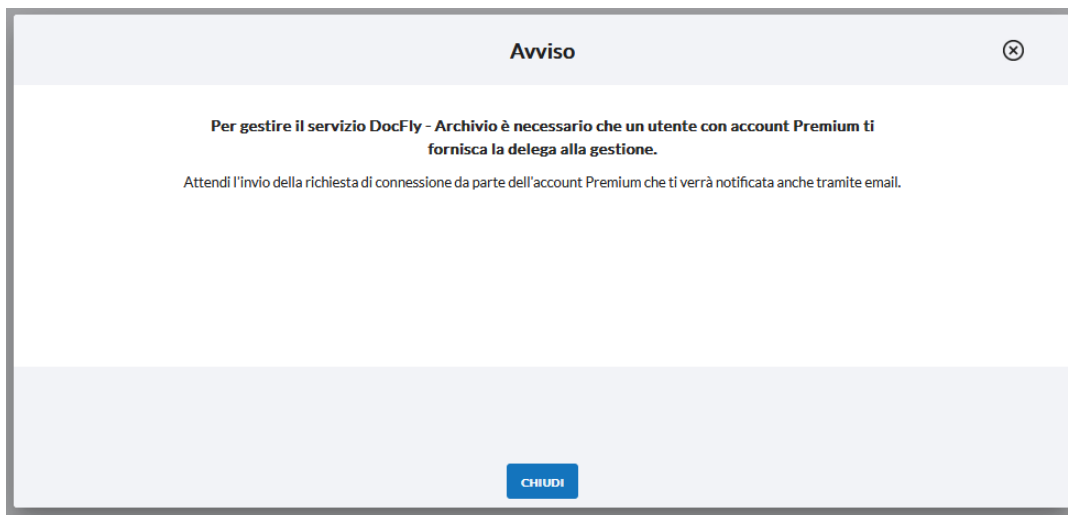 Avviso
Per gestire il servizio DocFly - Archivio è necessario che un utente con account Premium ti
fornisca la delega alla gestione.
Attendi l'invio della richiesta di connessione da parte dell'account Premium che ti verrà notificata anche tramite email.
CHIUDI